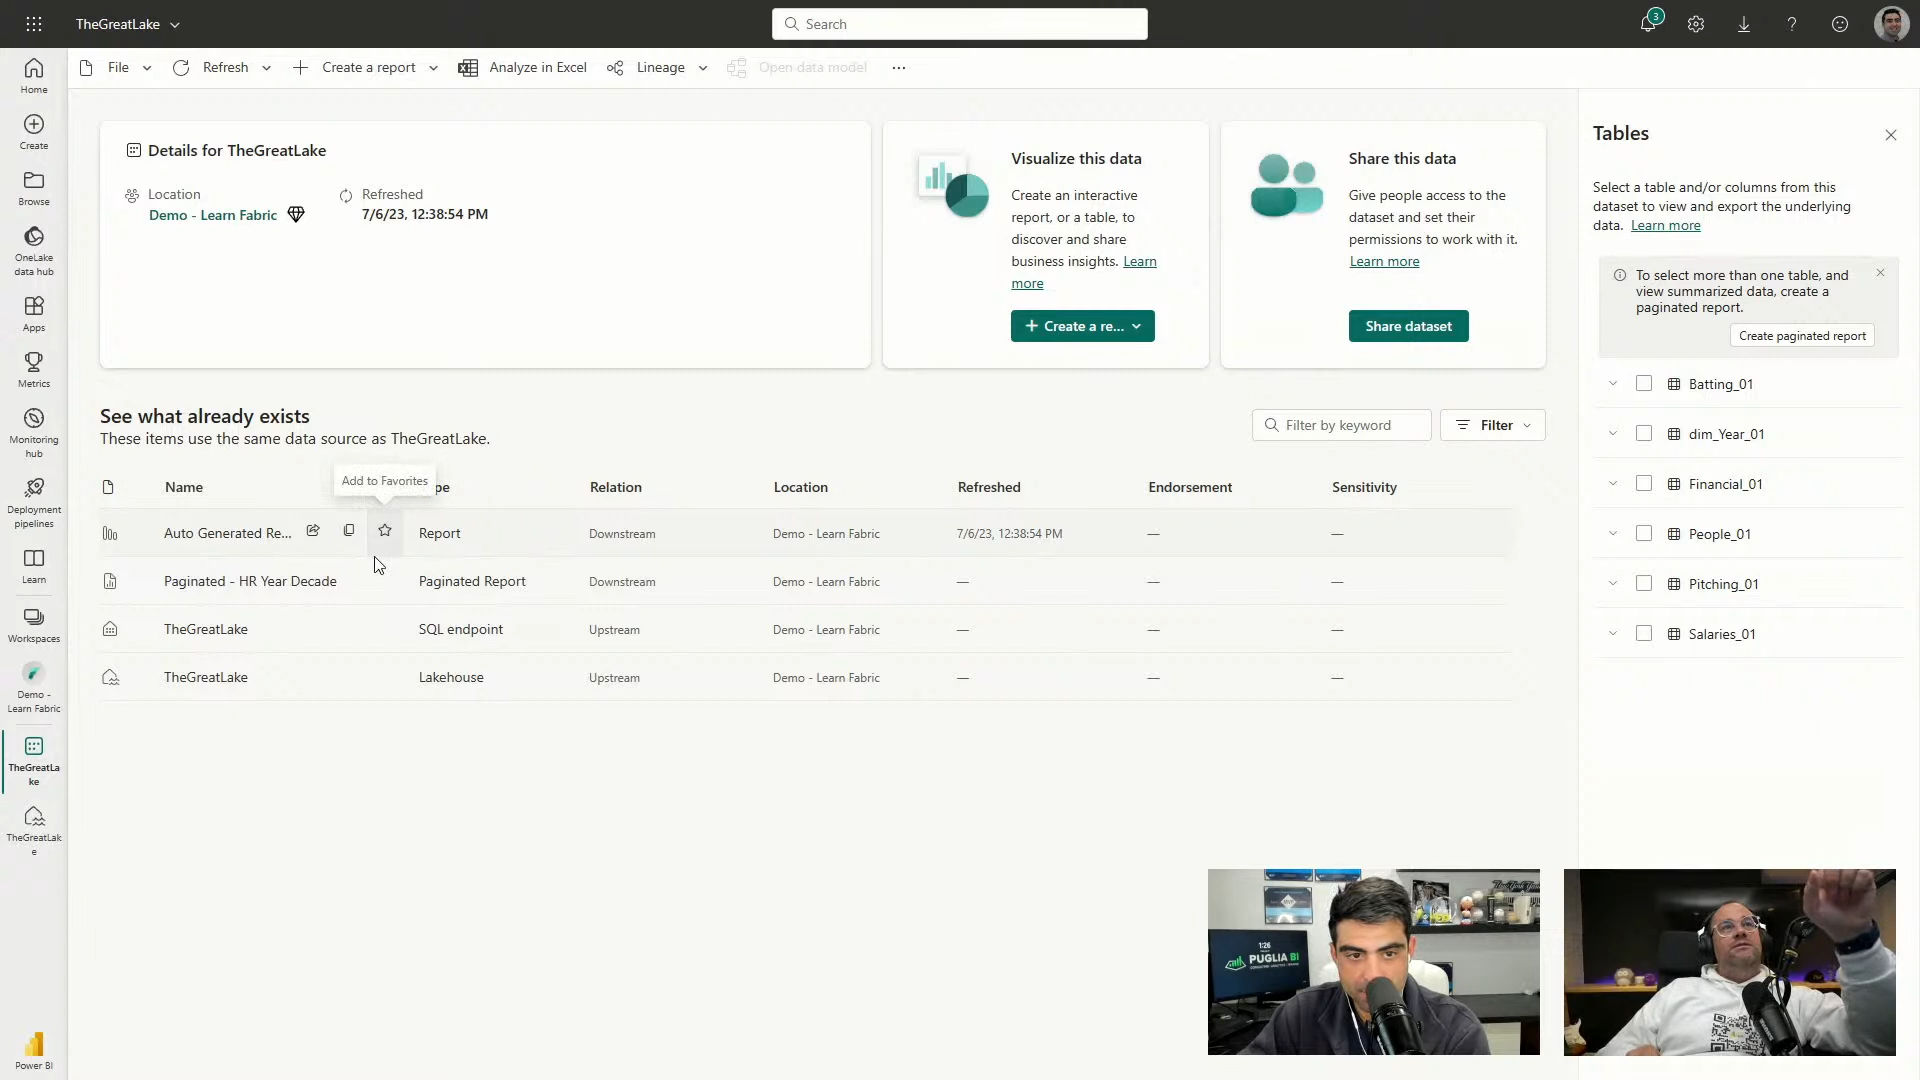 TheGreatLake
Search
3
File
Refresh
Create a report
Analyze in Excel
Lineage
Open data model
Home
Create
Browse
OneLake
data hub
Apps
Metrics
Monitoring
hub
Deployment
pipelines
Learn
Workspaces
Demo -
Learn Fabric
TheGreatLa
ke
TheGreatLak
e
Power BI
Details for TheGreatLake
Location
Demo - Learn Fabric
Refreshed
7/6/23, 12:38:54 PM
Visualize this data
Create an interactive
report, or a table, to
discover and share
business insights. Learn
more
Create a re...
Share this data
Give people access to the
dataset and set their
permissions to work with it.
Learn more
Share dataset
See what already exists
These items use the same data source as TheGreatLake.
Filter by keyword
Filter
Add to Favorites
Name pe Relation Location Refreshed Endorsement Sensitivity
Auto Generated Re... Report Downstream Demo - Learn Fabric 7/6/23, 12:38:54 PM — —
Paginated - HR Year Decade Paginated Report Downstream Demo - Learn Fabric — — —
TheGreatLake SQL endpoint Upstream Demo - Learn Fabric — — —
TheGreatLake Lakehouse Upstream Demo - Learn Fabric — — —
Tables
Select a table and/or columns from this
dataset to view and export the underlying
data. Learn more
To select more than one table, and
view summarized data, create a
paginated report.
Create paginated report
Batting_01
dim_Year_01
Financial_01
People_01
Pitching_01
Salaries_01
1:26
PUGLIA BI